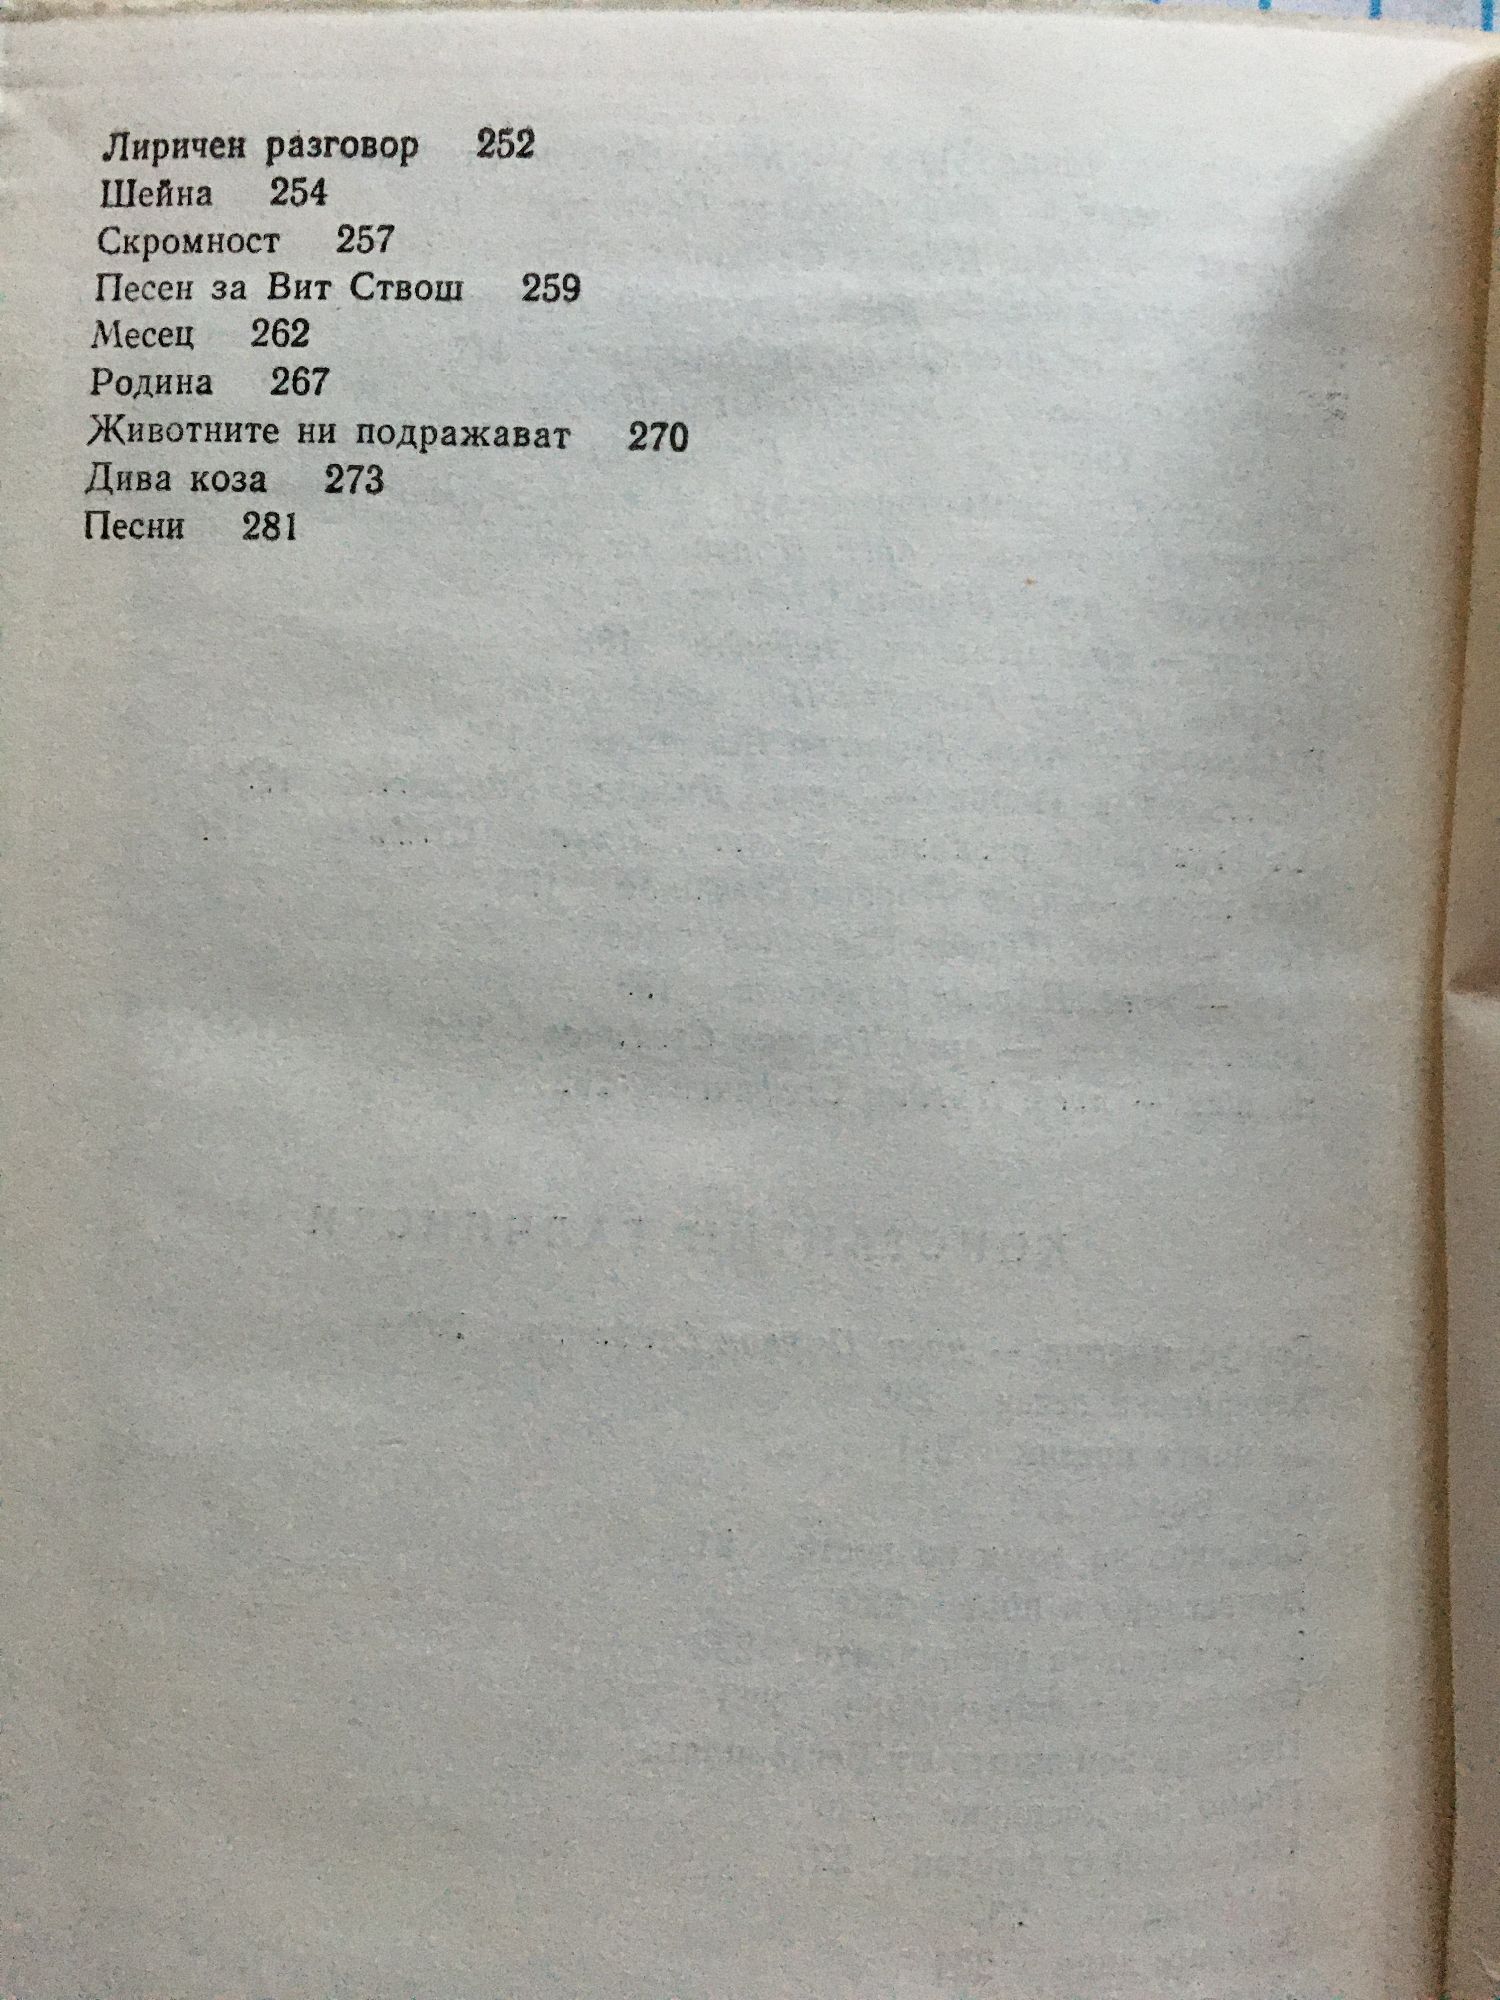 Лиричен разговор 252
Шейна 254
Скромност 257
Песен за Вит Ствош 259
Месец 262
Родина 267
Животните ни подражават 270
Дива коза 273
Песни 281